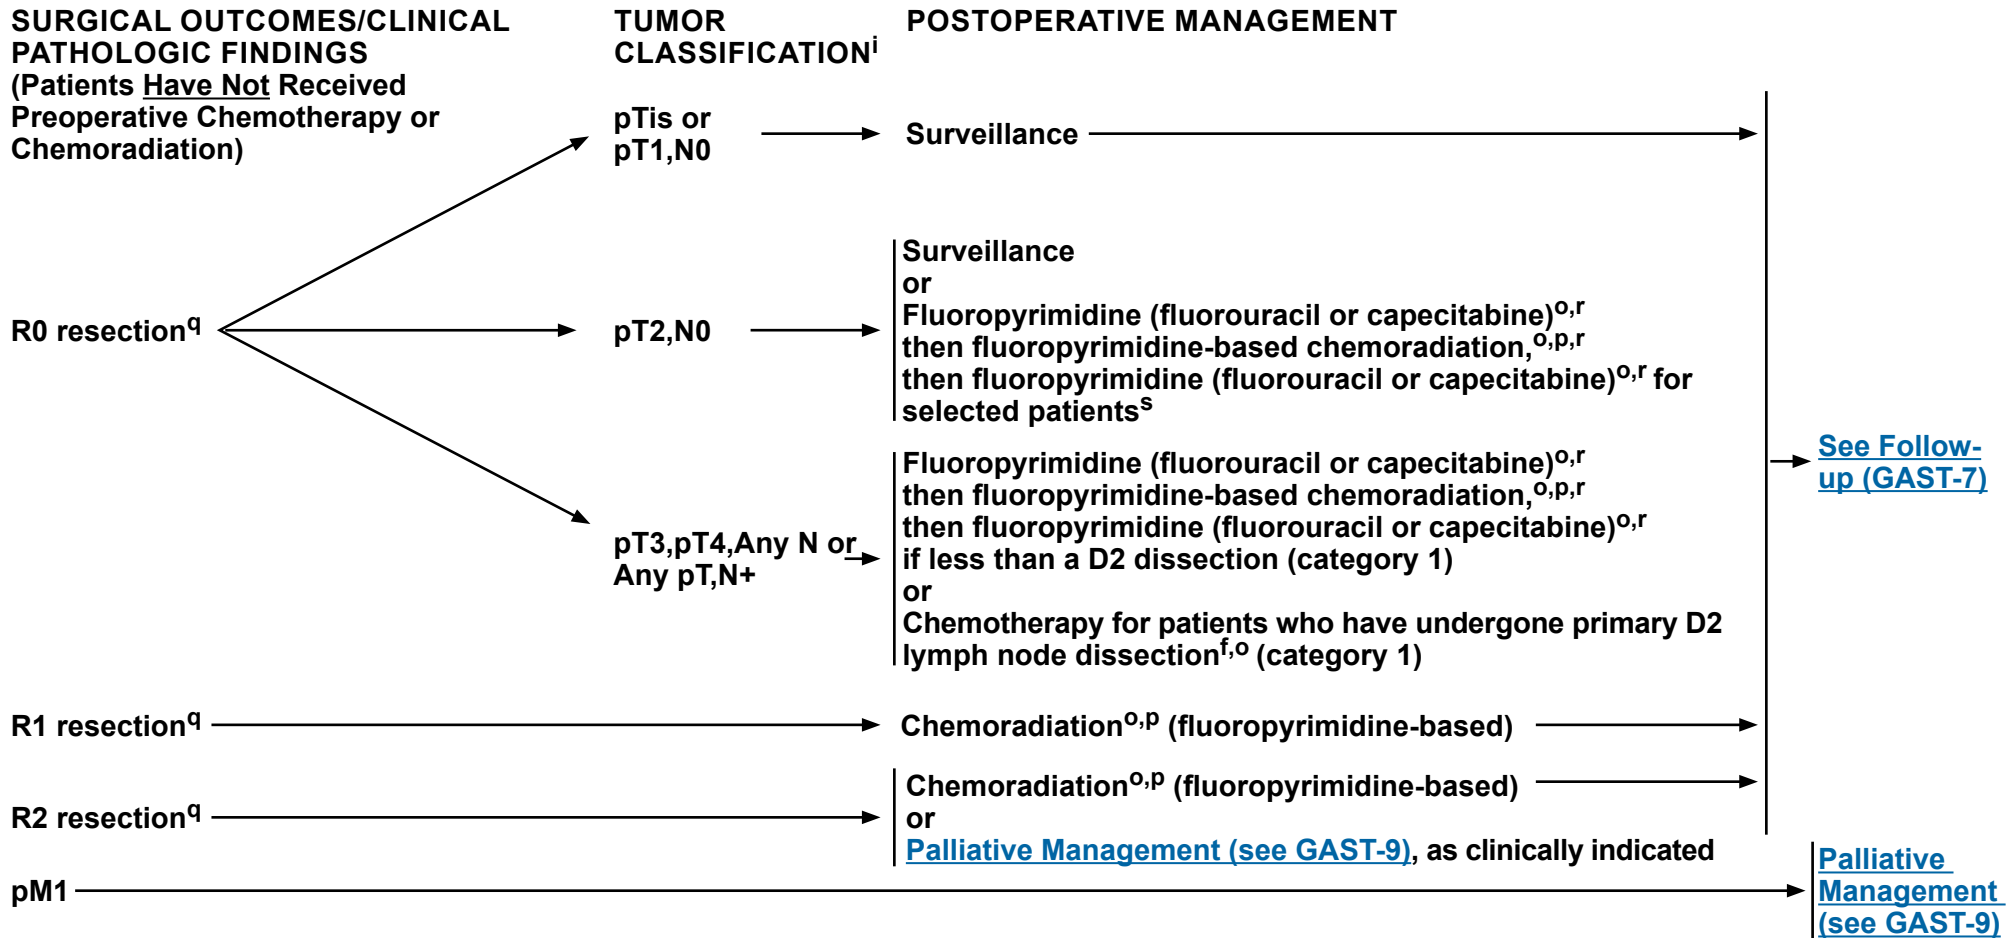 SURGICAL OUTCOMES/CLINICAL
PATHOLOGIC FINDINGS
(Patients Have Not Received
Preoperative Chemotherapy or
Chemoradiation)
TUMOR
CLASSIFICATIONi
POSTOPERATIVE MANAGEMENT
pTis or
pT1,N0
Surveillance
R0 resectionq
pT2,N0
Surveillance
or
Fluoropyrimidine (fluorouracil or capecitabine)o,r
then fluoropyrimidine-based chemoradiation,o,p,r
then fluoropyrimidine (fluorouracil or capecitabine)o,r for
selected patientss
pT3,pT4,Any N or
Any pT,N+
Fluoropyrimidine (fluorouracil or capecitabine)o,r
then fluoropyrimidine-based chemoradiation,o,p,r
then fluoropyrimidine (fluorouracil or capecitabine)o,r
if less than a D2 dissection (category 1)
or
Chemotherapy for patients who have undergone primary D2
lymph node dissectionf,o (category 1)
See Follow-
up (GAST-7)
R1 resectionq
Chemoradiationo,p (fluoropyrimidine-based)
R2 resectionq
Chemoradiationo,p (fluoropyrimidine-based)
or
Palliative Management (see GAST-9), as clinically indicated
pM1
Palliative
Management
(see GAST-9)